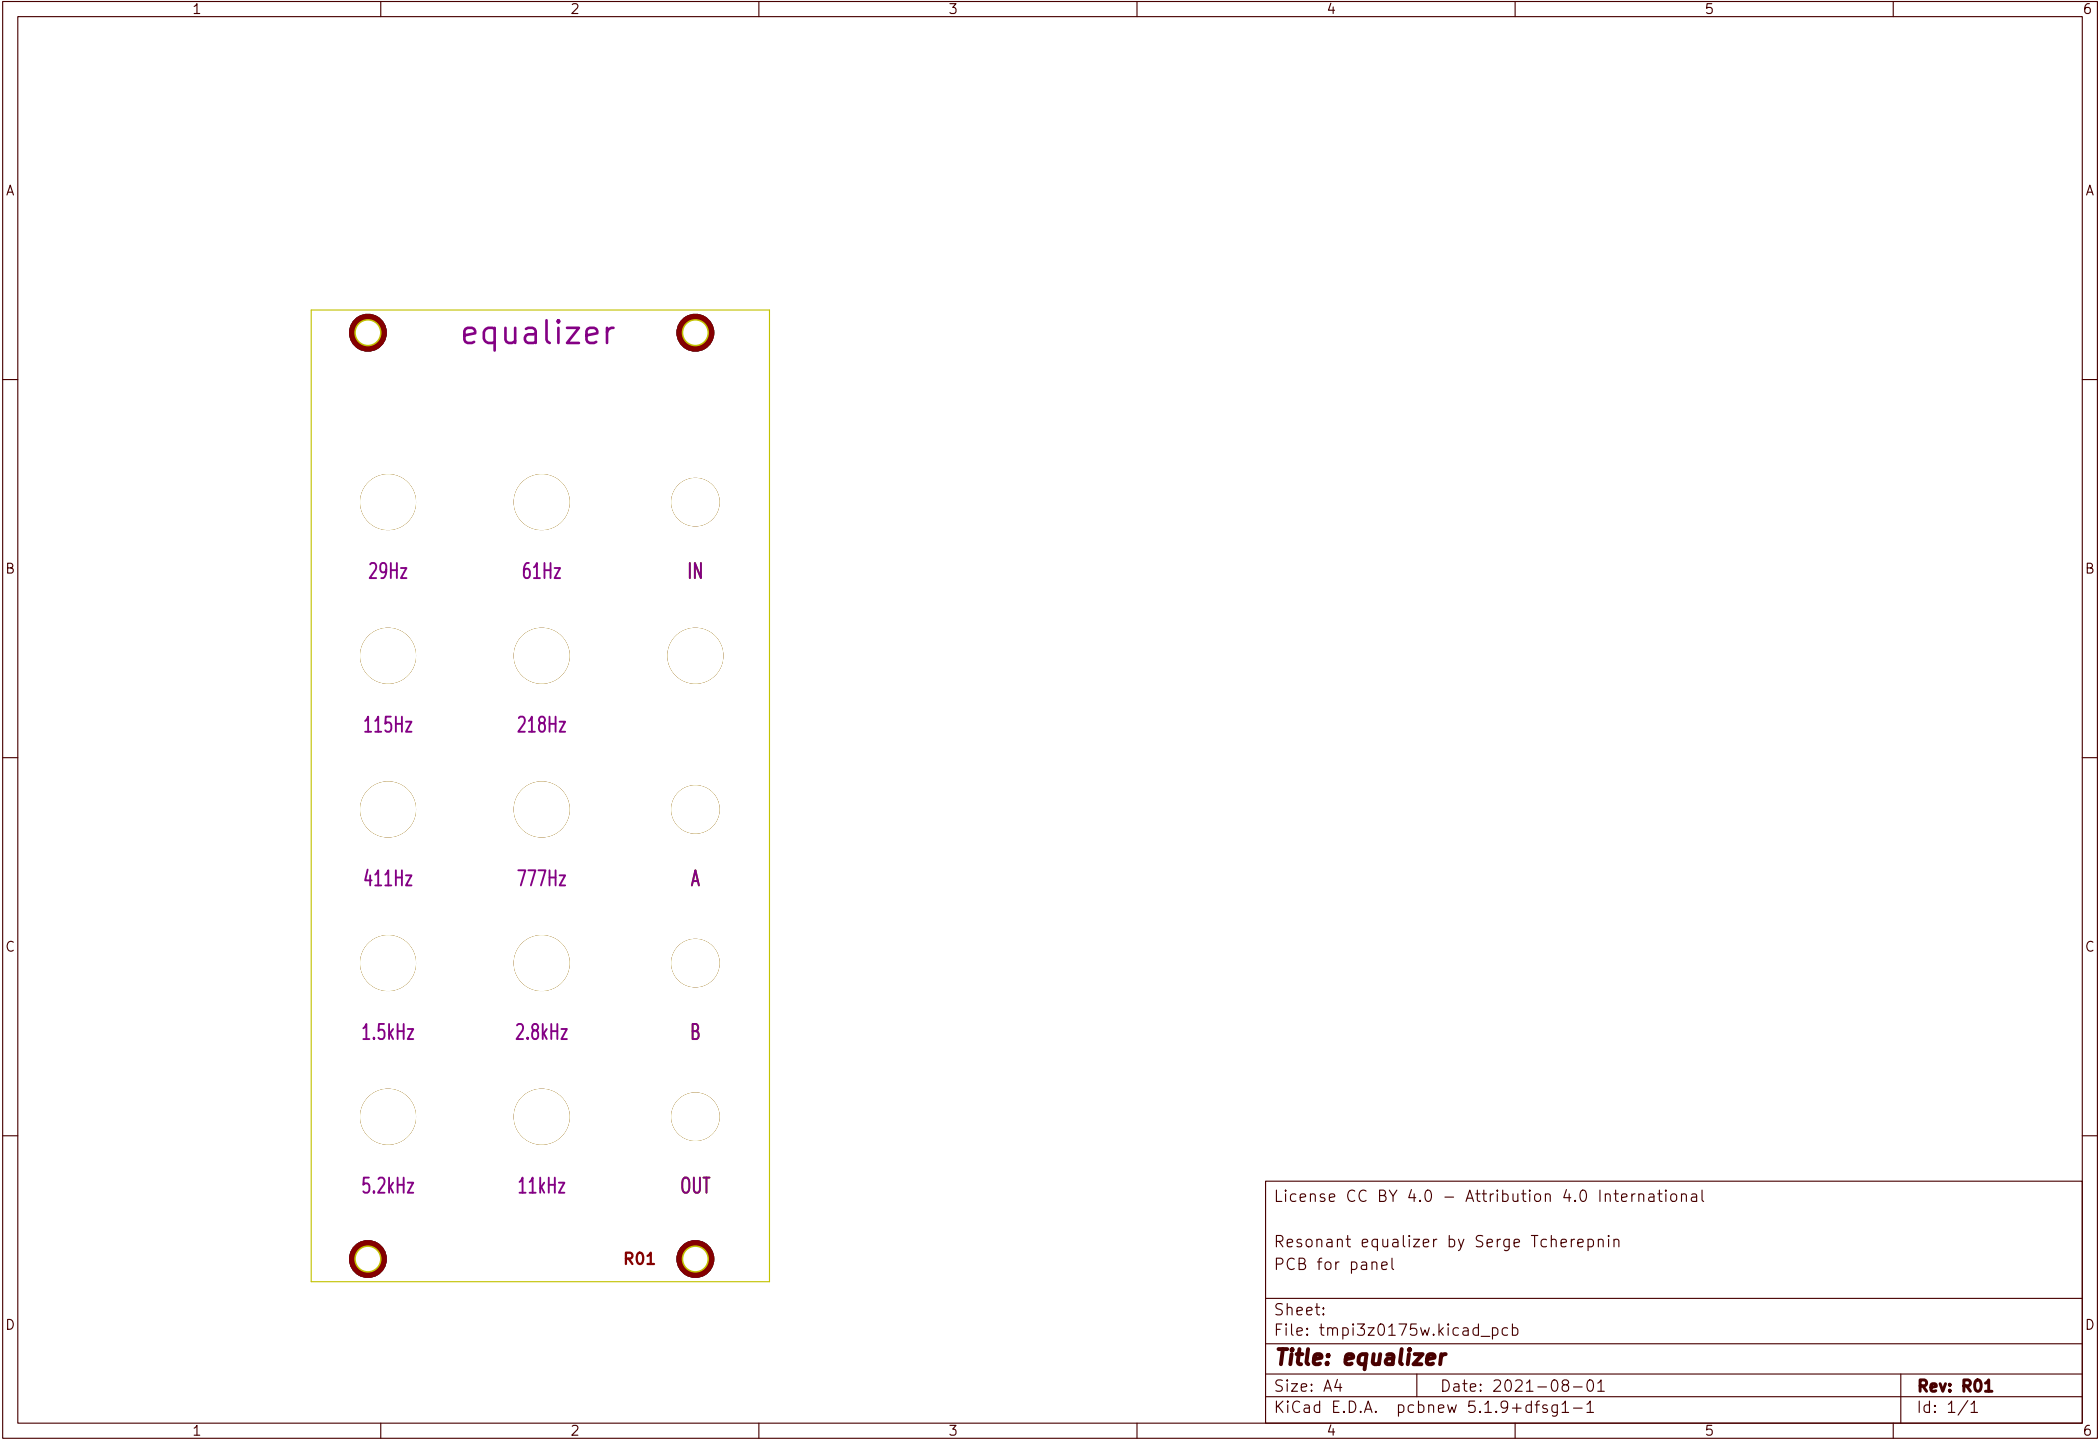 1 2 3 4 5 6
A A
equalizer
29Hz 61Hz IN
B B
115Hz 218Hz
411Hz 777Hz A
C C
1.5kHz 2.8kHz B
5.2kHz 11kHz OUT
R01
License CC BY 4.0 - Attribution 4.0 International
Resonant equalizer by Serge Tcherepnin
PCB for panel
Sheet:
D D
File: tmpi3z0175w.kicad_pcb
Title: equalizer
Size: A4 Date: 2021-08-01 Rev: R01
KiCad E.D.A. pcbnew 5.1.9+dfsg1-1 Id: 1/1
1 2 3 4 5 6